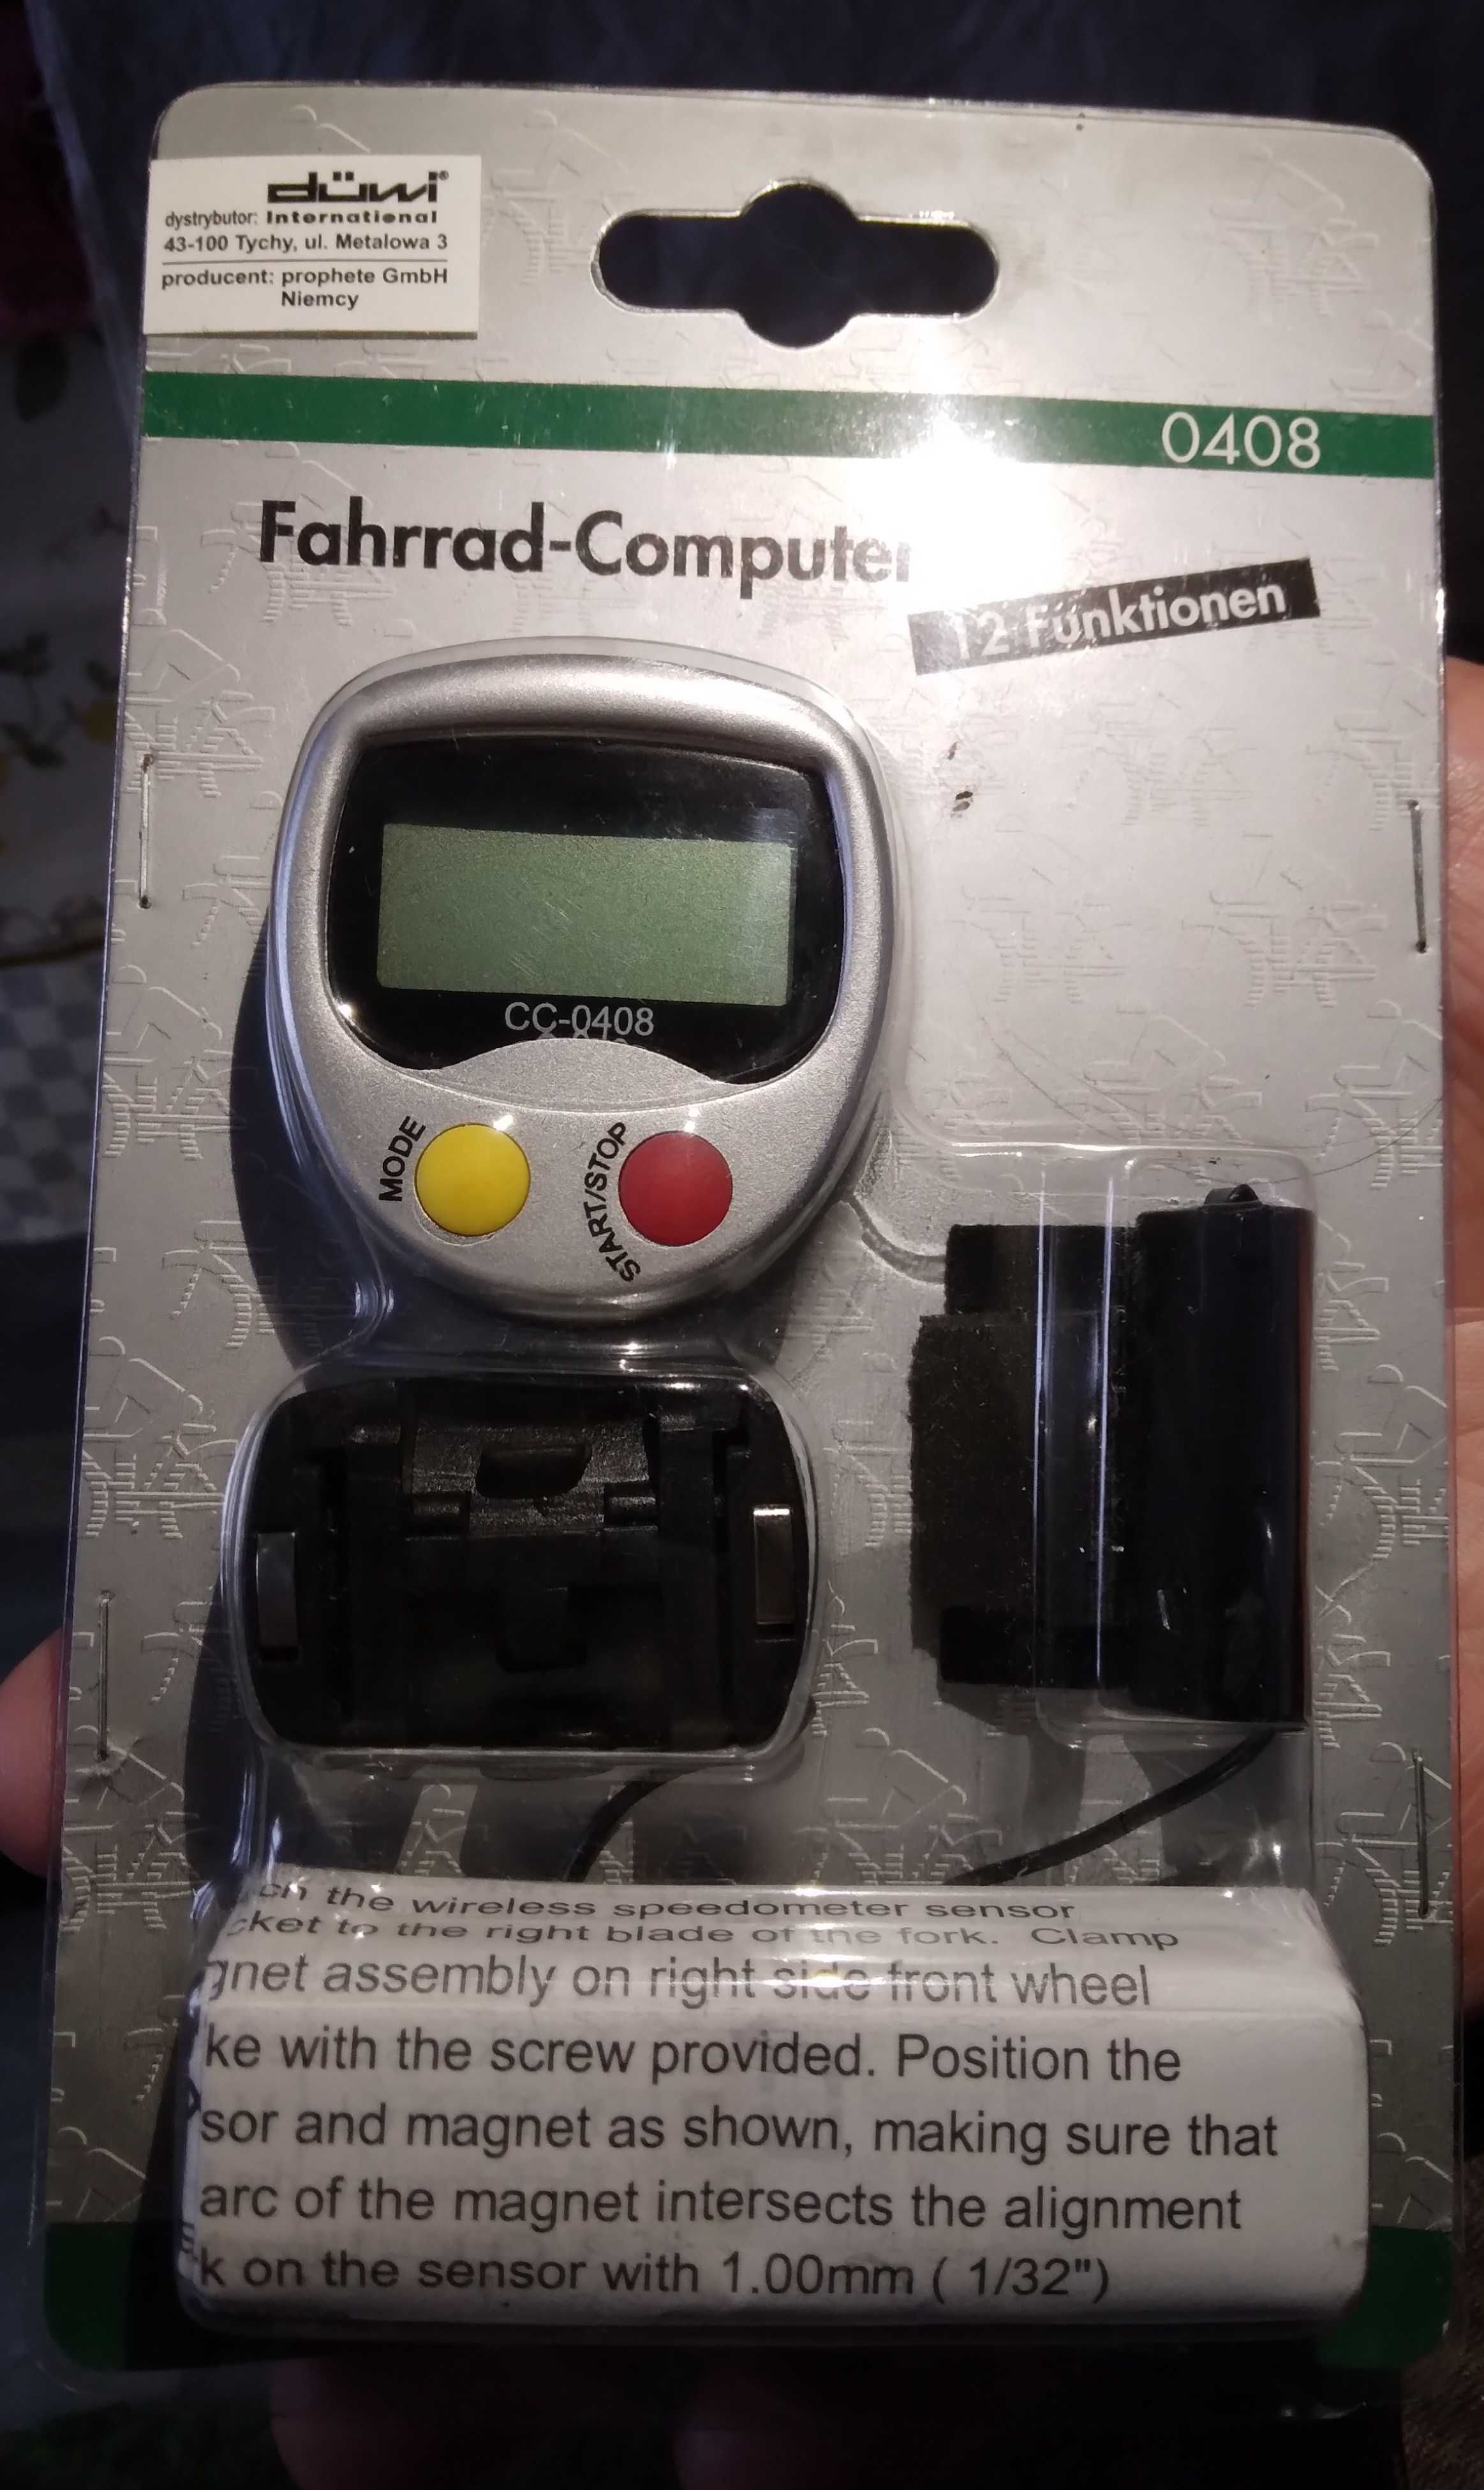 düwi®
dystrybutor: International
43-100 Tychy, ul. Metalowa 3
producent: prophete GmbH
Niemcy
0408
Fahrrad-Computer
12 Funktionen
CC-0408
MODE
START/STOP
ch the wireless speedometer sensor
cket to the right blade of the fork. Clamp
gnet assembly on right side front wheel
ke with the screw provided. Position the
sor and magnet as shown, making sure that
arc of the magnet intersects the alignment
k on the sensor with 1.00mm ( 1/32")